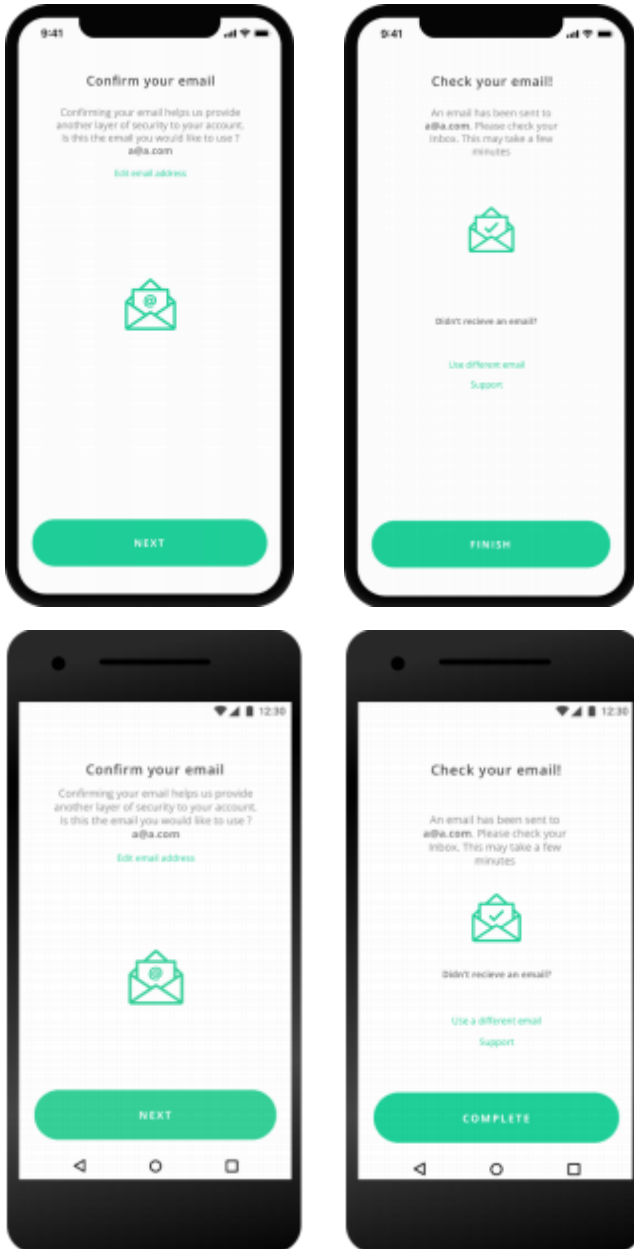 9:41
Confirm your email
Confirming your email helps us provide
another layer of security to your account.
Is this the email you would like to use ?
a@a.com
Edit email address
@
NEXT
9:41
Check your email!
An email has been sent to
a@a.com. Please check your
Inbox. This may take a few
minutes
Didn't recieve an email?
Use different email
Support
FINISH
12:30
Confirm your email
Confirming your email helps us provide
another layer of security to your account.
Is this the email you would like to use ?
a@a.com
Edit email address
@
NEXT
12:30
Check your email!
An email has been sent to
a@a.com. Please check your
Inbox. This may take a few
minutes
Didn't recieve an email?
Use a different email
Support
COMPLETE